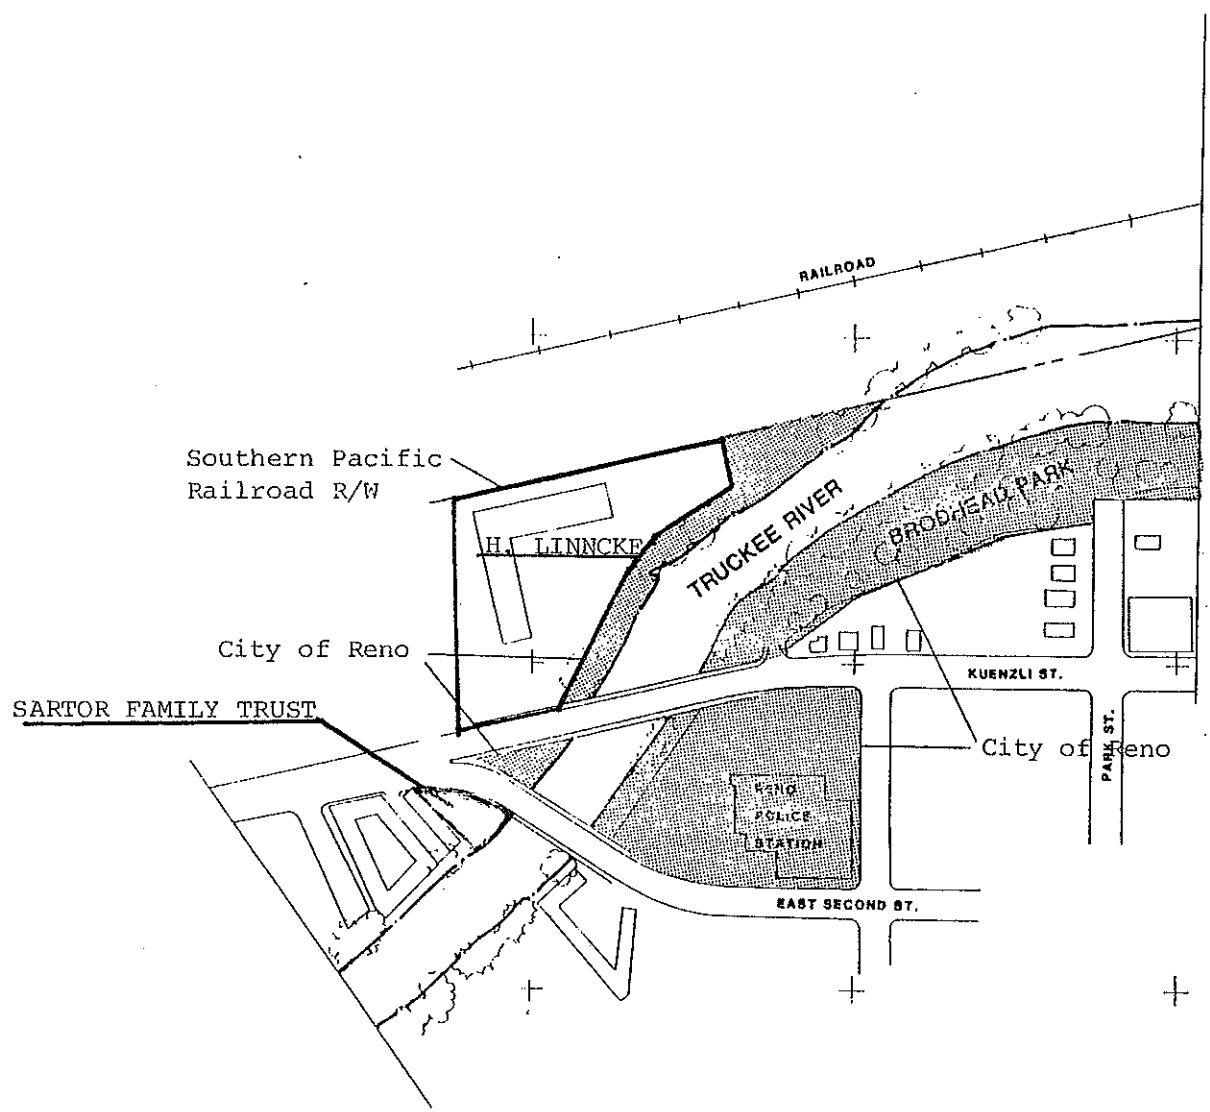 RAILROAD
Southern Pacific
Railroad R/W
H. LINNCKE
TRUCKEE RIVER
BRODHEAD PARK
City of Reno
KUENZLI ST.
SARTOR FAMILY TRUST
City of Reno
PARK ST.
RENO
POLICE
STATION
EAST SECOND ST.